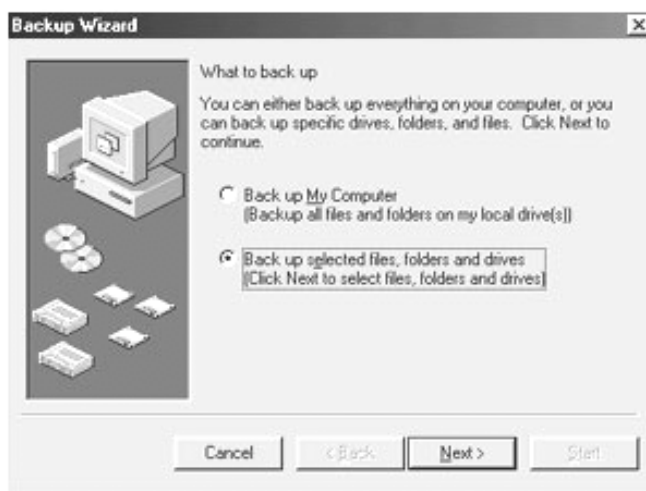 Backup Wizard
What to back up
You can either back up everything on your computer, or you
can back up specific drives, folders, and files. Click Next to
continue.
Back up My Computer
(Backup all files and folders on my local drive(s))
Back up selected files, folders and drives
(Click Next to select files, folders and drives)
Cancel
< Back
Next >
Start